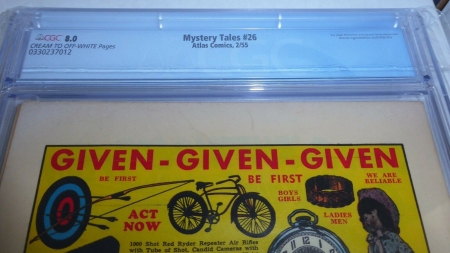 CGC 8.0
Mystery Tales #26
CREAM TO OFF-WHITE Pages
Atlas Comics, 2/55
0330237012
GIVEN - GIVEN - GIVEN
BE FIRST
BE FIRST
WE ARE
RELIABLE
BOYS
GIRLS
ACT
NOW
LADIES
MEN
1000 Shot Red Ryder Repeater Air Rifles
with Tube of Shot, Candid Cameras with